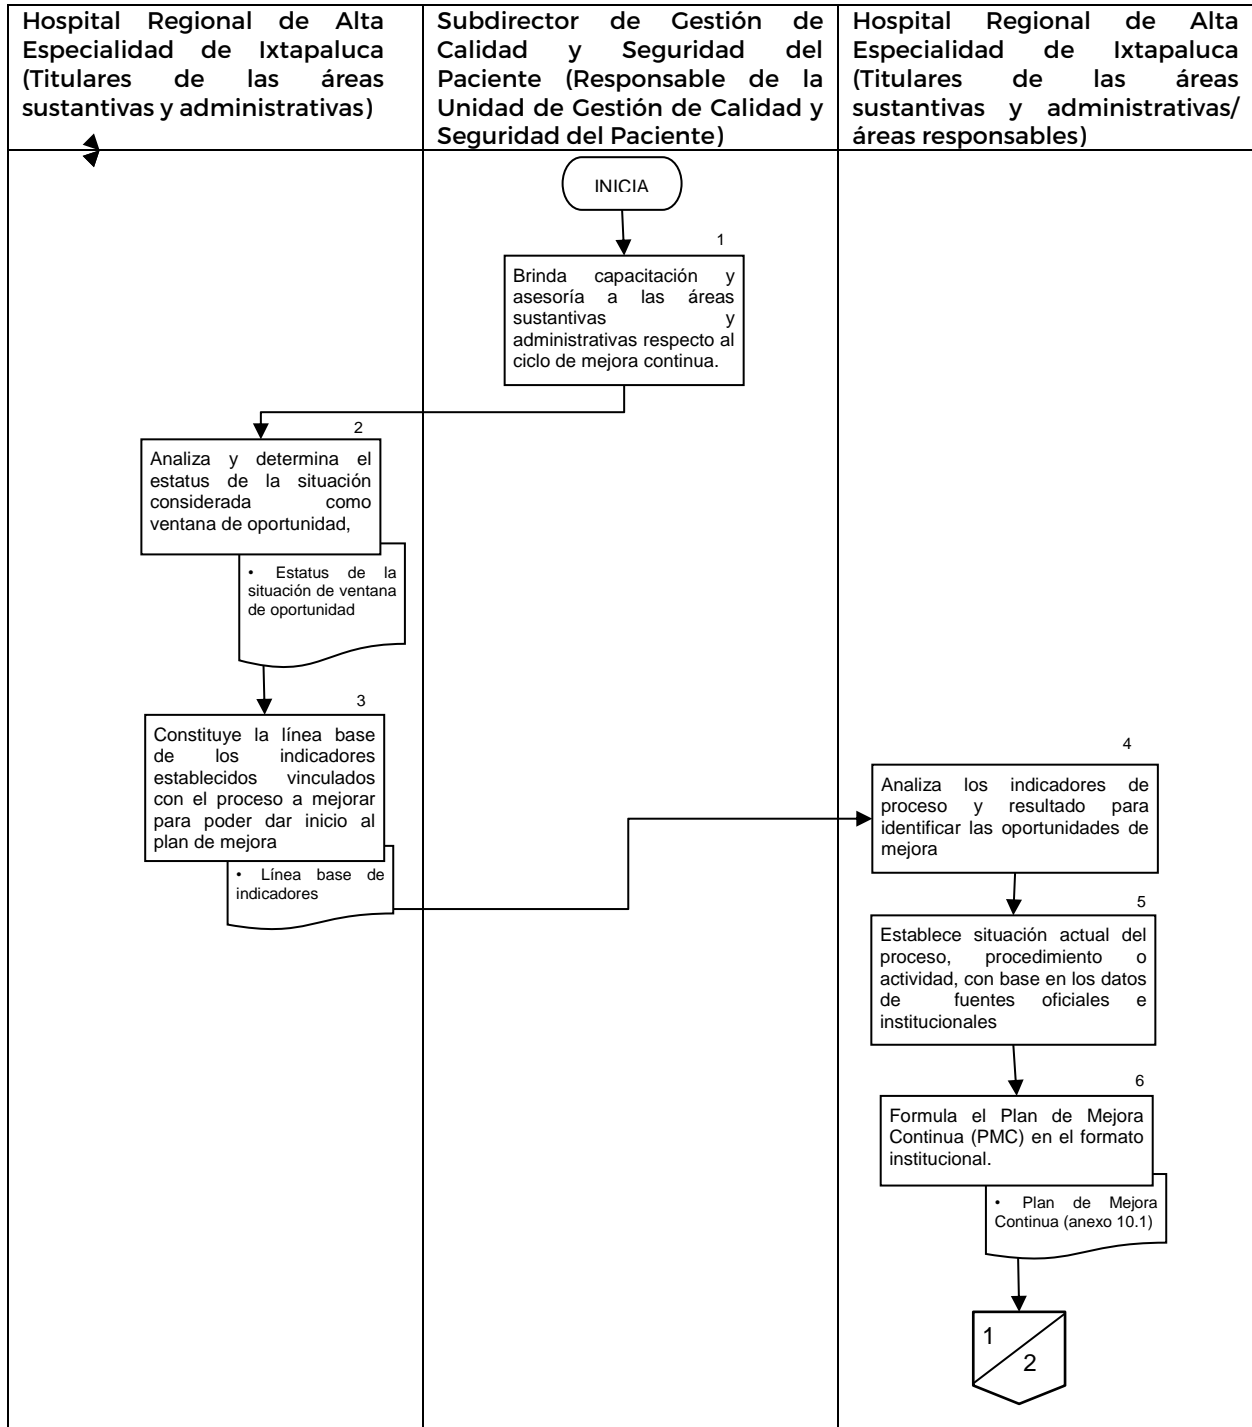 Hospital Regional de Alta
Especialidad de Ixtapaluca
(Titulares de las áreas
sustantivas y administrativas)
Subdirector de Gestión de
Calidad y Seguridad del
Paciente (Responsable de la
Unidad de Gestión de Calidad y
Seguridad del Paciente)
Hospital Regional de Alta
Especialidad de Ixtapaluca
(Titulares de las áreas
sustantivas y administrativas/
áreas responsables)
INICIA
1
Brinda capacitación y
asesoría a las áreas
sustantivas y
administrativas respecto al
ciclo de mejora continua.
2
Analiza y determina el
estatus de la situación
considerada como
ventana de oportunidad,
• Estatus de la
situación de ventana
de oportunidad
3
Constituye la línea base
de los indicadores
establecidos vinculados
con el proceso a mejorar
para poder dar inicio al
plan de mejora
• Línea base de
indicadores
4
Analiza los indicadores de
proceso y resultado para
identificar las oportunidades de
mejora
5
Establece situación actual del
proceso, procedimiento o
actividad, con base en los datos
de fuentes oficiales e
institucionales
6
Formula el Plan de Mejora
Continua (PMC) en el formato
institucional.
• Plan de Mejora
Continua (anexo 10.1)
1
2